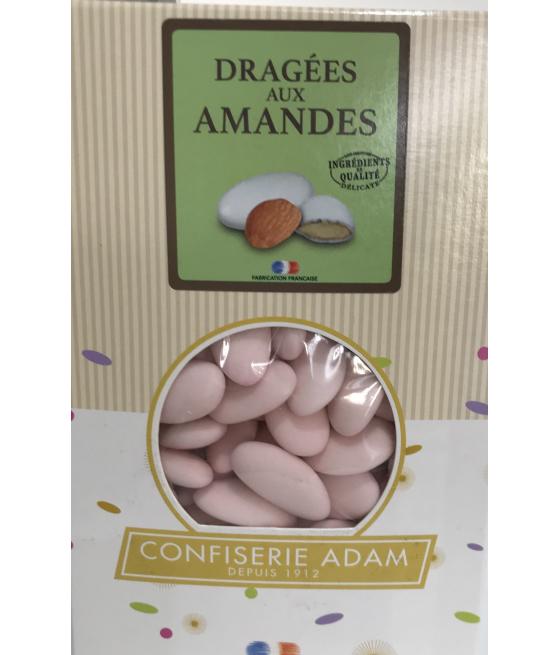 DRAGÉES
AUX
AMANDES
INGRÉDIENTS
DE
QUALITÉ
DÉLICATE
FABRICATION FRANÇAISE
CONFISERIE ADAM
DEPUIS 1912